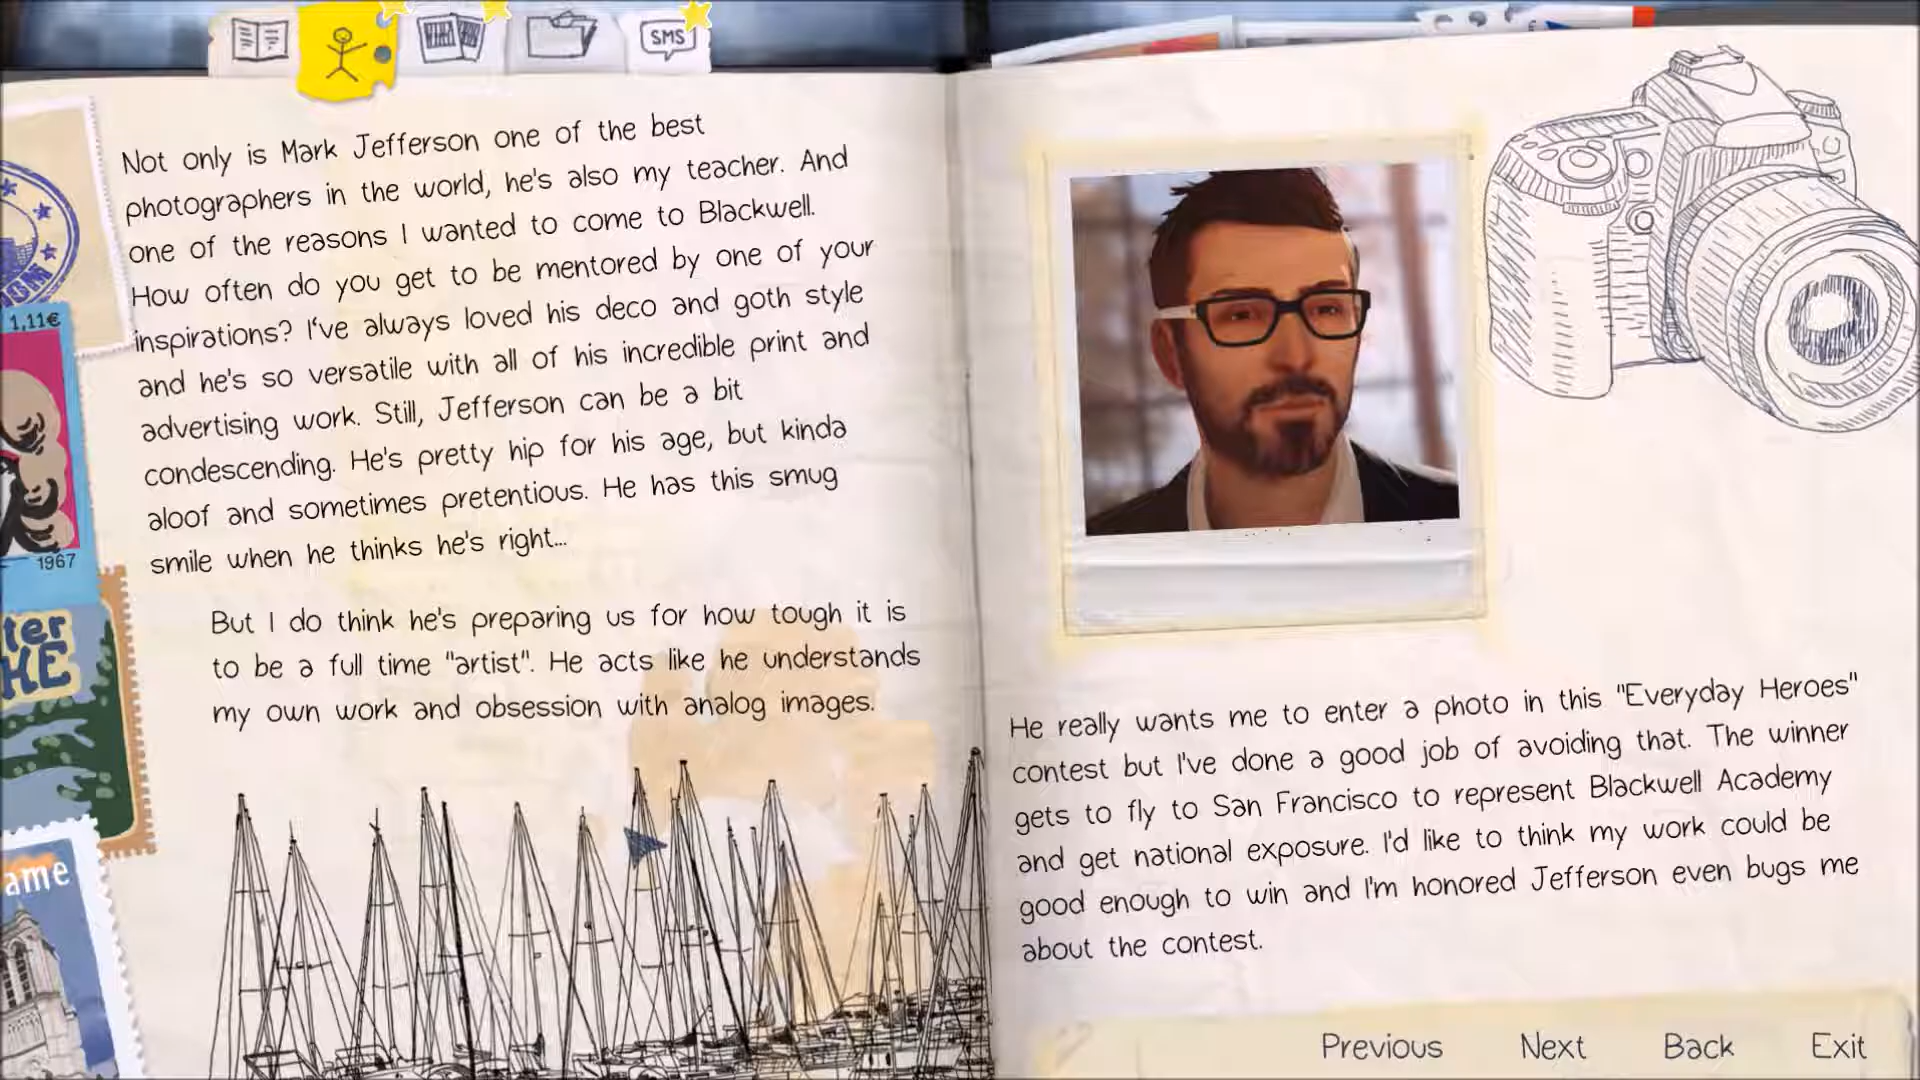 SMS
Not only is Mark Jefferson one of the best
photographers in the world, he's also my teacher. And
one of the reasons I wanted to come to Blackwell.
How often do you get to be mentored by one of your
inspirations? I've always loved his deco and goth style
and he's so versatile with all of his incredible print and
advertising work. Still, Jefferson can be a bit
condescending. He's pretty hip for his age, but kinda
aloof and sometimes pretentious. He has this smug
smile when he thinks he's right...
But I do think he's preparing us for how tough it is
to be a full time "artist". He acts like he understands
my own work and obsession with analog images.
1,11€
1967
ter
HE
ame
He really wants me to enter a photo in this "Everyday Heroes"
contest but I've done a good job of avoiding that. The winner
gets to fly to San Francisco to represent Blackwell Academy
and get national exposure. I'd like to think my work could be
good enough to win and I'm honored Jefferson even bugs me
about the contest.
Previous Next Back Exit